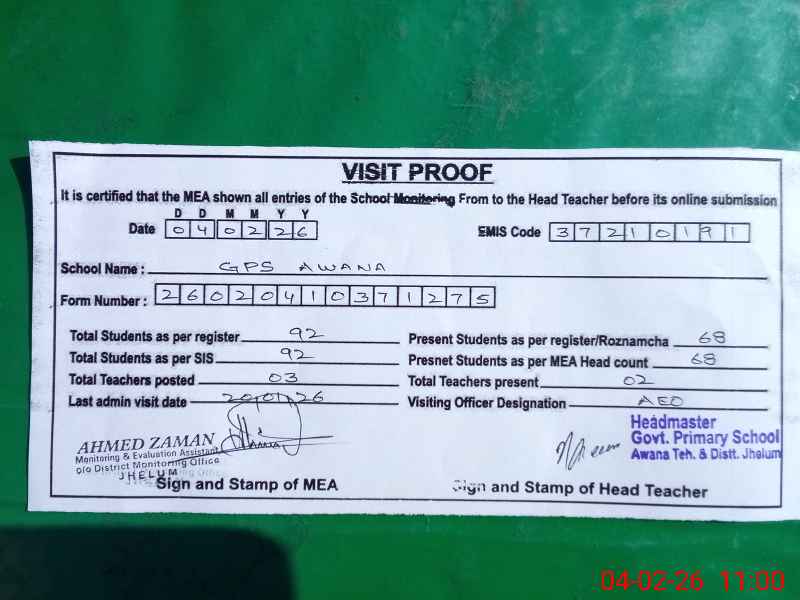 VISIT PROOF
It is certified that the MEA shown all entries of the School Monitoring From to the Head Teacher before its online submission
D D M M Y Y
Date 0 4 0 2 2 6 EMIS Code 3 7 2 1 0 1 9 1
School Name : GPS AWANA
Form Number : 2 6 0 2 0 4 1 0 3 7 1 2 7 5
Total Students as per register 92 Present Students as per register/Roznamcha 68
Total Students as per SIS 92 Presnet Students as per MEA Head count 68
Total Teachers posted 03 Total Teachers present 02
Last admin visit date 20/01/26 Visiting Officer Designation AEO
AHMED ZAMAN
Monitoring & Evaluation Assistant
O/o District Monitoring Office
JHELUM
Headmaster
Govt. Primary School
Awana Teh. & Distt. Jhelum
Sign and Stamp of MEA Sign and Stamp of Head Teacher
04-02-26 11:00